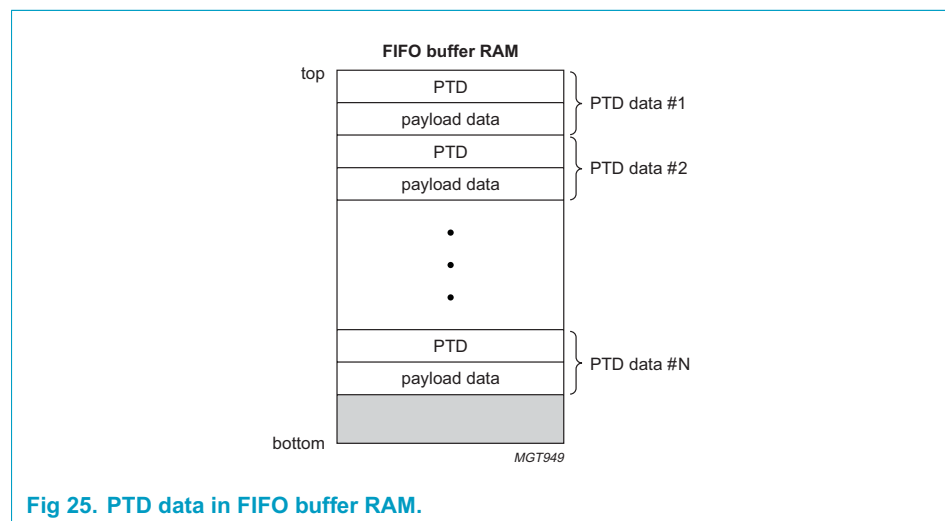 FIFO buffer RAM
top
PTD
payload data
PTD data #1
PTD
payload data
PTD data #2
PTD
payload data
PTD data #N
bottom
MGT949
Fig 25. PTD data in FIFO buffer RAM.